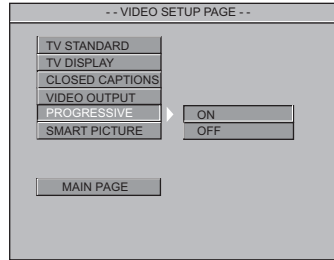 - - VIDEO SETUP PAGE - -
TV STANDARD
TV DISPLAY
CLOSED CAPTIONS
VIDEO OUTPUT
PROGRESSIVE
ON
SMART PICTURE
OFF
MAIN PAGE